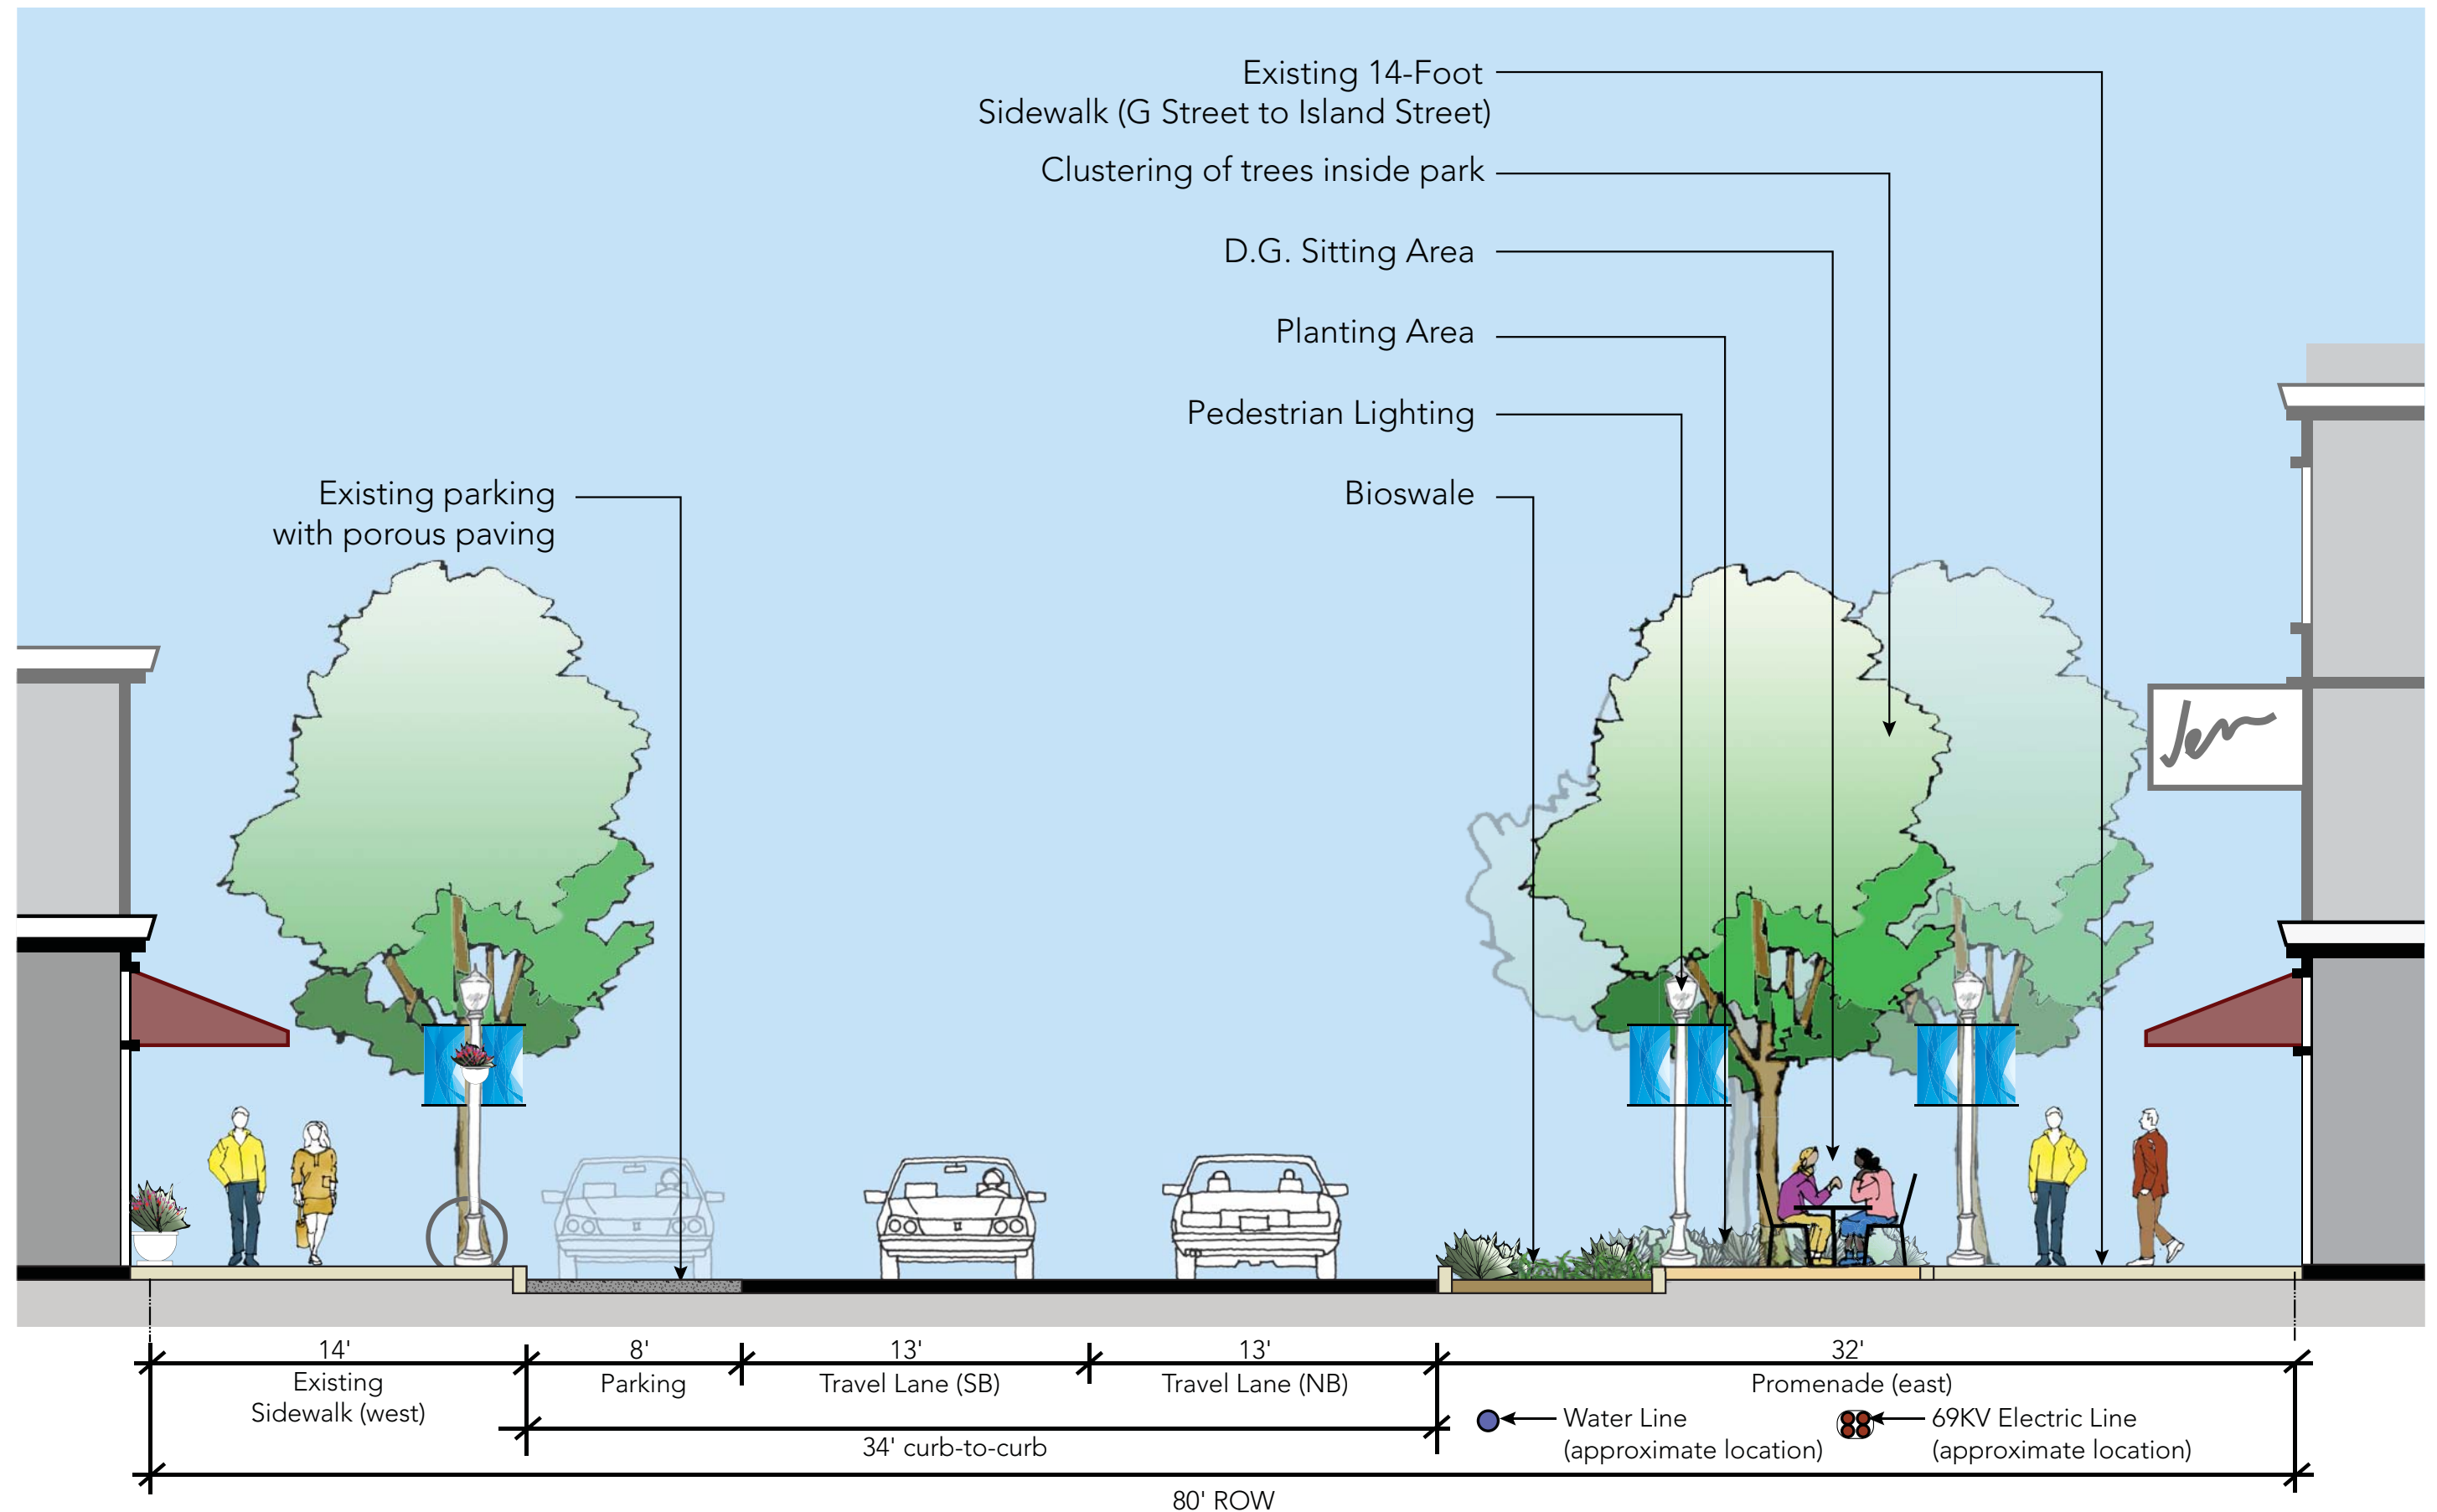 Existing 14-Foot
Sidewalk (G Street to Island Street)
Clustering of trees inside park
D.G. Sitting Area
Planting Area
Pedestrian Lighting
Existing parking
with porous paving
Bioswale
14'
8'
13'
13'
32'
Existing
Sidewalk (west)
Parking
Travel Lane (SB)
Travel Lane (NB)
Promenade (east)
Water Line
(approximate location)
69KV Electric Line
(approximate location)
34' curb-to-curb
80' ROW